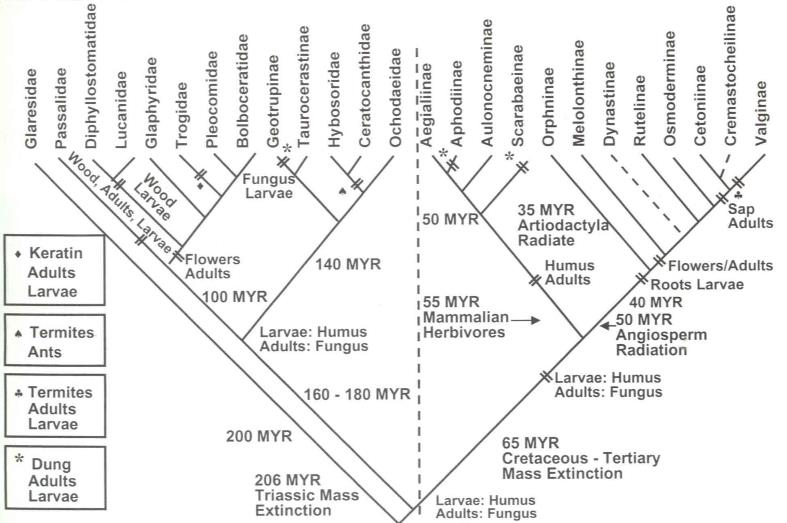 Glaresidae
Passalidae
Diphyllostomatidae
Lucanidae
Glaphyridae
Trogidae
Pleocomidae
Bolboceratidae
Geotrupinae
Taurocerastinae
Hybosoridae
Ceratocanthidae
Ochodaeidae
Aegialiinae
Aphodiinae
Aulonocneminae
Scarabaeinae
Orphninae
Melolonthinae
Dynastinae
Rutelinae
Osmoderminae
Cetoniinae
Cremastocheilinae
Valginae
Wood, Adults, Larvae
Wood
Larvae
Fungus
Larvae
Flowers
Adults
100 MYR
140 MYR
Larvae: Humus
Adults: Fungus
160 - 180 MYR
200 MYR
206 MYR
Triassic Mass
Extinction
50 MYR
35 MYR
Artiodactyla
Radiate
Humus
Adults
55 MYR
Mammalian
Herbivores
Sap
Adults
Flowers/Adults
Roots Larvae
40 MYR
50 MYR
Angiosperm
Radiation
Larvae: Humus
Adults: Fungus
65 MYR
Cretaceous - Tertiary
Mass Extinction
Larvae: Humus
Adults: Fungus
♦ Keratin
Adults
Larvae
♠ Termites
Ants
♣ Termites
Adults
Larvae
* Dung
Adults
Larvae